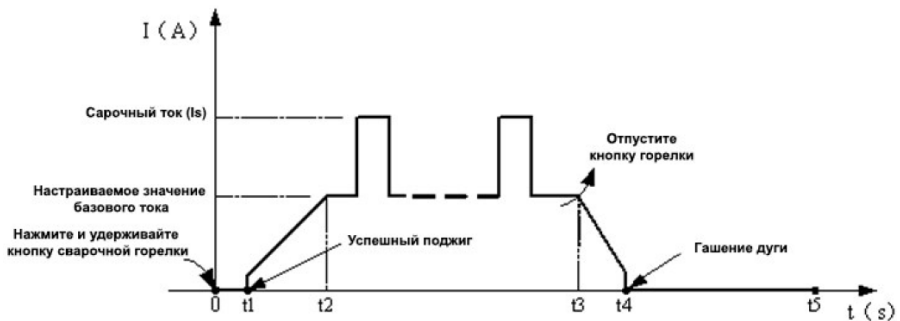 I (A)
Сарочный ток (Is)
Отпустите
кнопку горелки
Настраиваемое значение
базового тока
Нажмите и удерживайте
кнопку сварочной горелки
Успешный поджиг
Гашение дуги
0 t1 t2 t3 t4 t5
t (s)